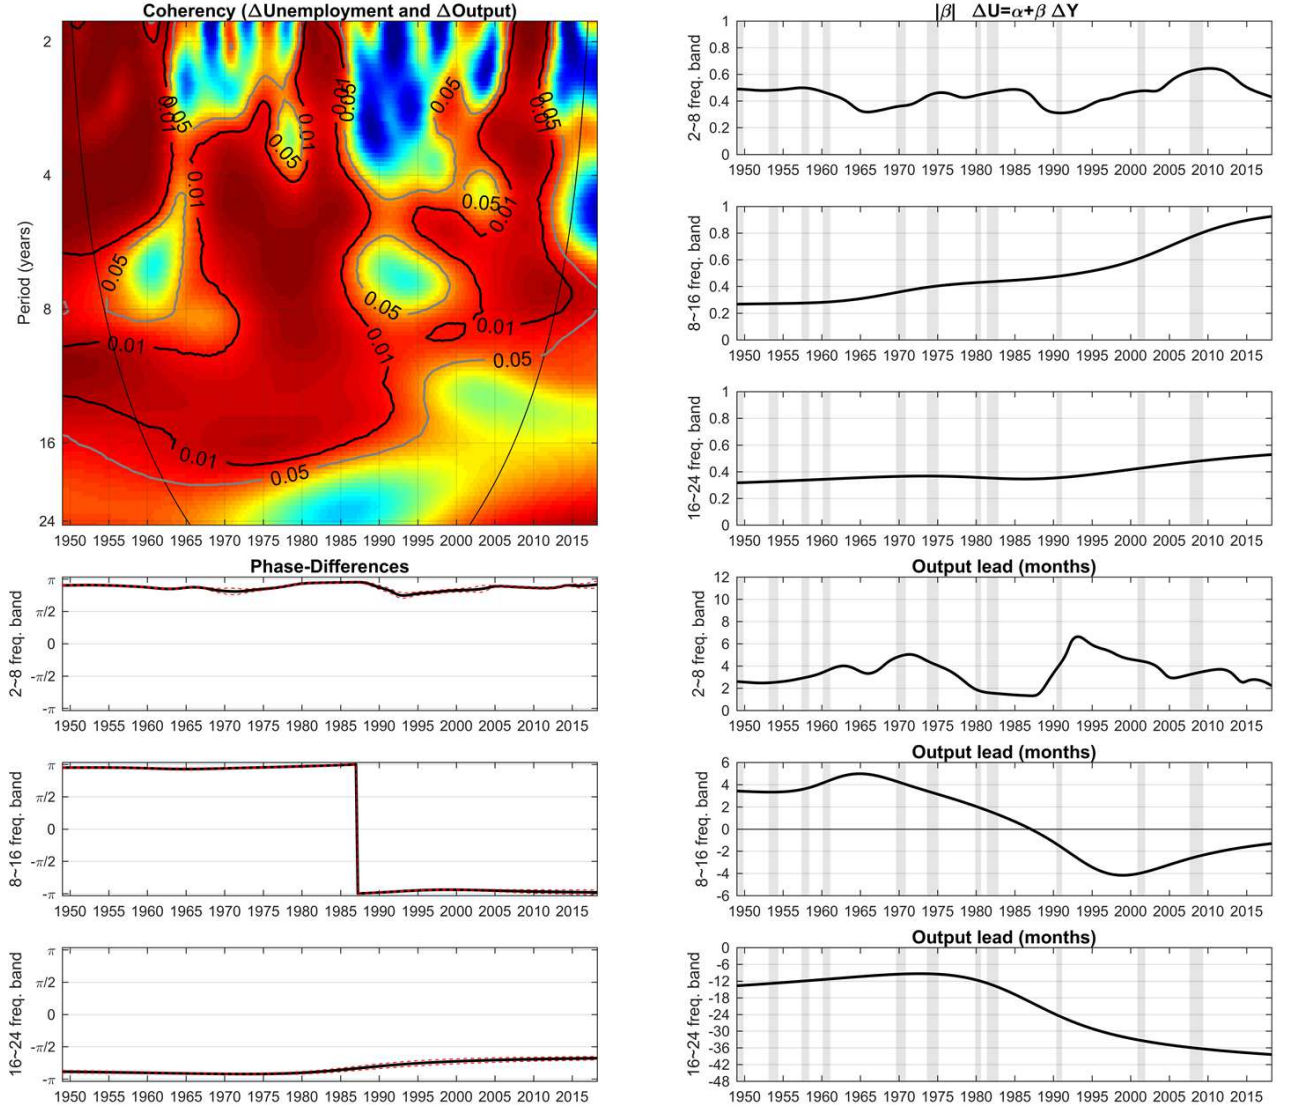 Coherency (ΔUnemployment and ΔOutput)
Period (years)
2
4
8
16
24
0.05
0.01
0.05
0.01
0.01
0.05
0.01
0.01
0.05
0.05
0.05
0.05
0.01
0.05
0.01
0.05
0.01
0.01
0.01
0.05
0.01
0.05
1950 1955 1960 1965 1970 1975 1980 1985 1990 1995 2000 2005 2010 2015
|β| ΔU=α+β ΔY
2~8 freq. band
1
0.8
0.6
0.4
0.2
0
1950 1955 1960 1965 1970 1975 1980 1985 1990 1995 2000 2005 2010 2015
8~16 freq. band
1
0.8
0.6
0.4
0.2
0
1950 1955 1960 1965 1970 1975 1980 1985 1990 1995 2000 2005 2010 2015
16~24 freq. band
1
0.8
0.6
0.4
0.2
0
1950 1955 1960 1965 1970 1975 1980 1985 1990 1995 2000 2005 2010 2015
Phase-Differences
2~8 freq. band
π
π/2
0
-π/2
-π
1950 1955 1960 1965 1970 1975 1980 1985 1990 1995 2000 2005 2010 2015
8~16 freq. band
π
π/2
0
-π/2
-π
1950 1955 1960 1965 1970 1975 1980 1985 1990 1995 2000 2005 2010 2015
16~24 freq. band
π
π/2
0
-π/2
-π
1950 1955 1960 1965 1970 1975 1980 1985 1990 1995 2000 2005 2010 2015
Output lead (months)
2~8 freq. band
12
10
8
6
4
2
0
1950 1955 1960 1965 1970 1975 1980 1985 1990 1995 2000 2005 2010 2015
Output lead (months)
8~16 freq. band
6
4
2
0
-2
-4
-6
1950 1955 1960 1965 1970 1975 1980 1985 1990 1995 2000 2005 2010 2015
Output lead (months)
16~24 freq. band
0
-6
-12
-18
-24
-30
-36
-42
-48
1950 1955 1960 1965 1970 1975 1980 1985 1990 1995 2000 2005 2010 2015